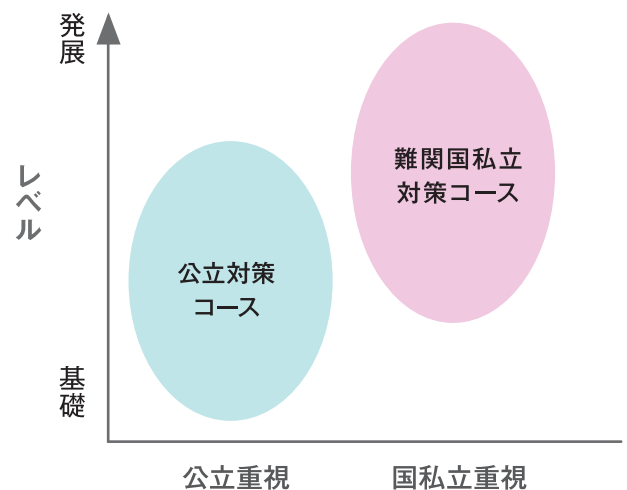 発展
レベル
基礎
難関国私立
対策コース
公立対策
コース
公立重視
国私立重視